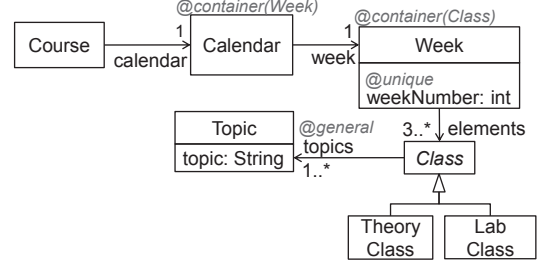 @container(Week)
@container(Class)
Course
1
calendar
Calendar
1
week
Week
@unique
weekNumber: int
Topic
topic: String
@general
topics
1..*
3..*
elements
Class
Theory
Class
Lab
Class